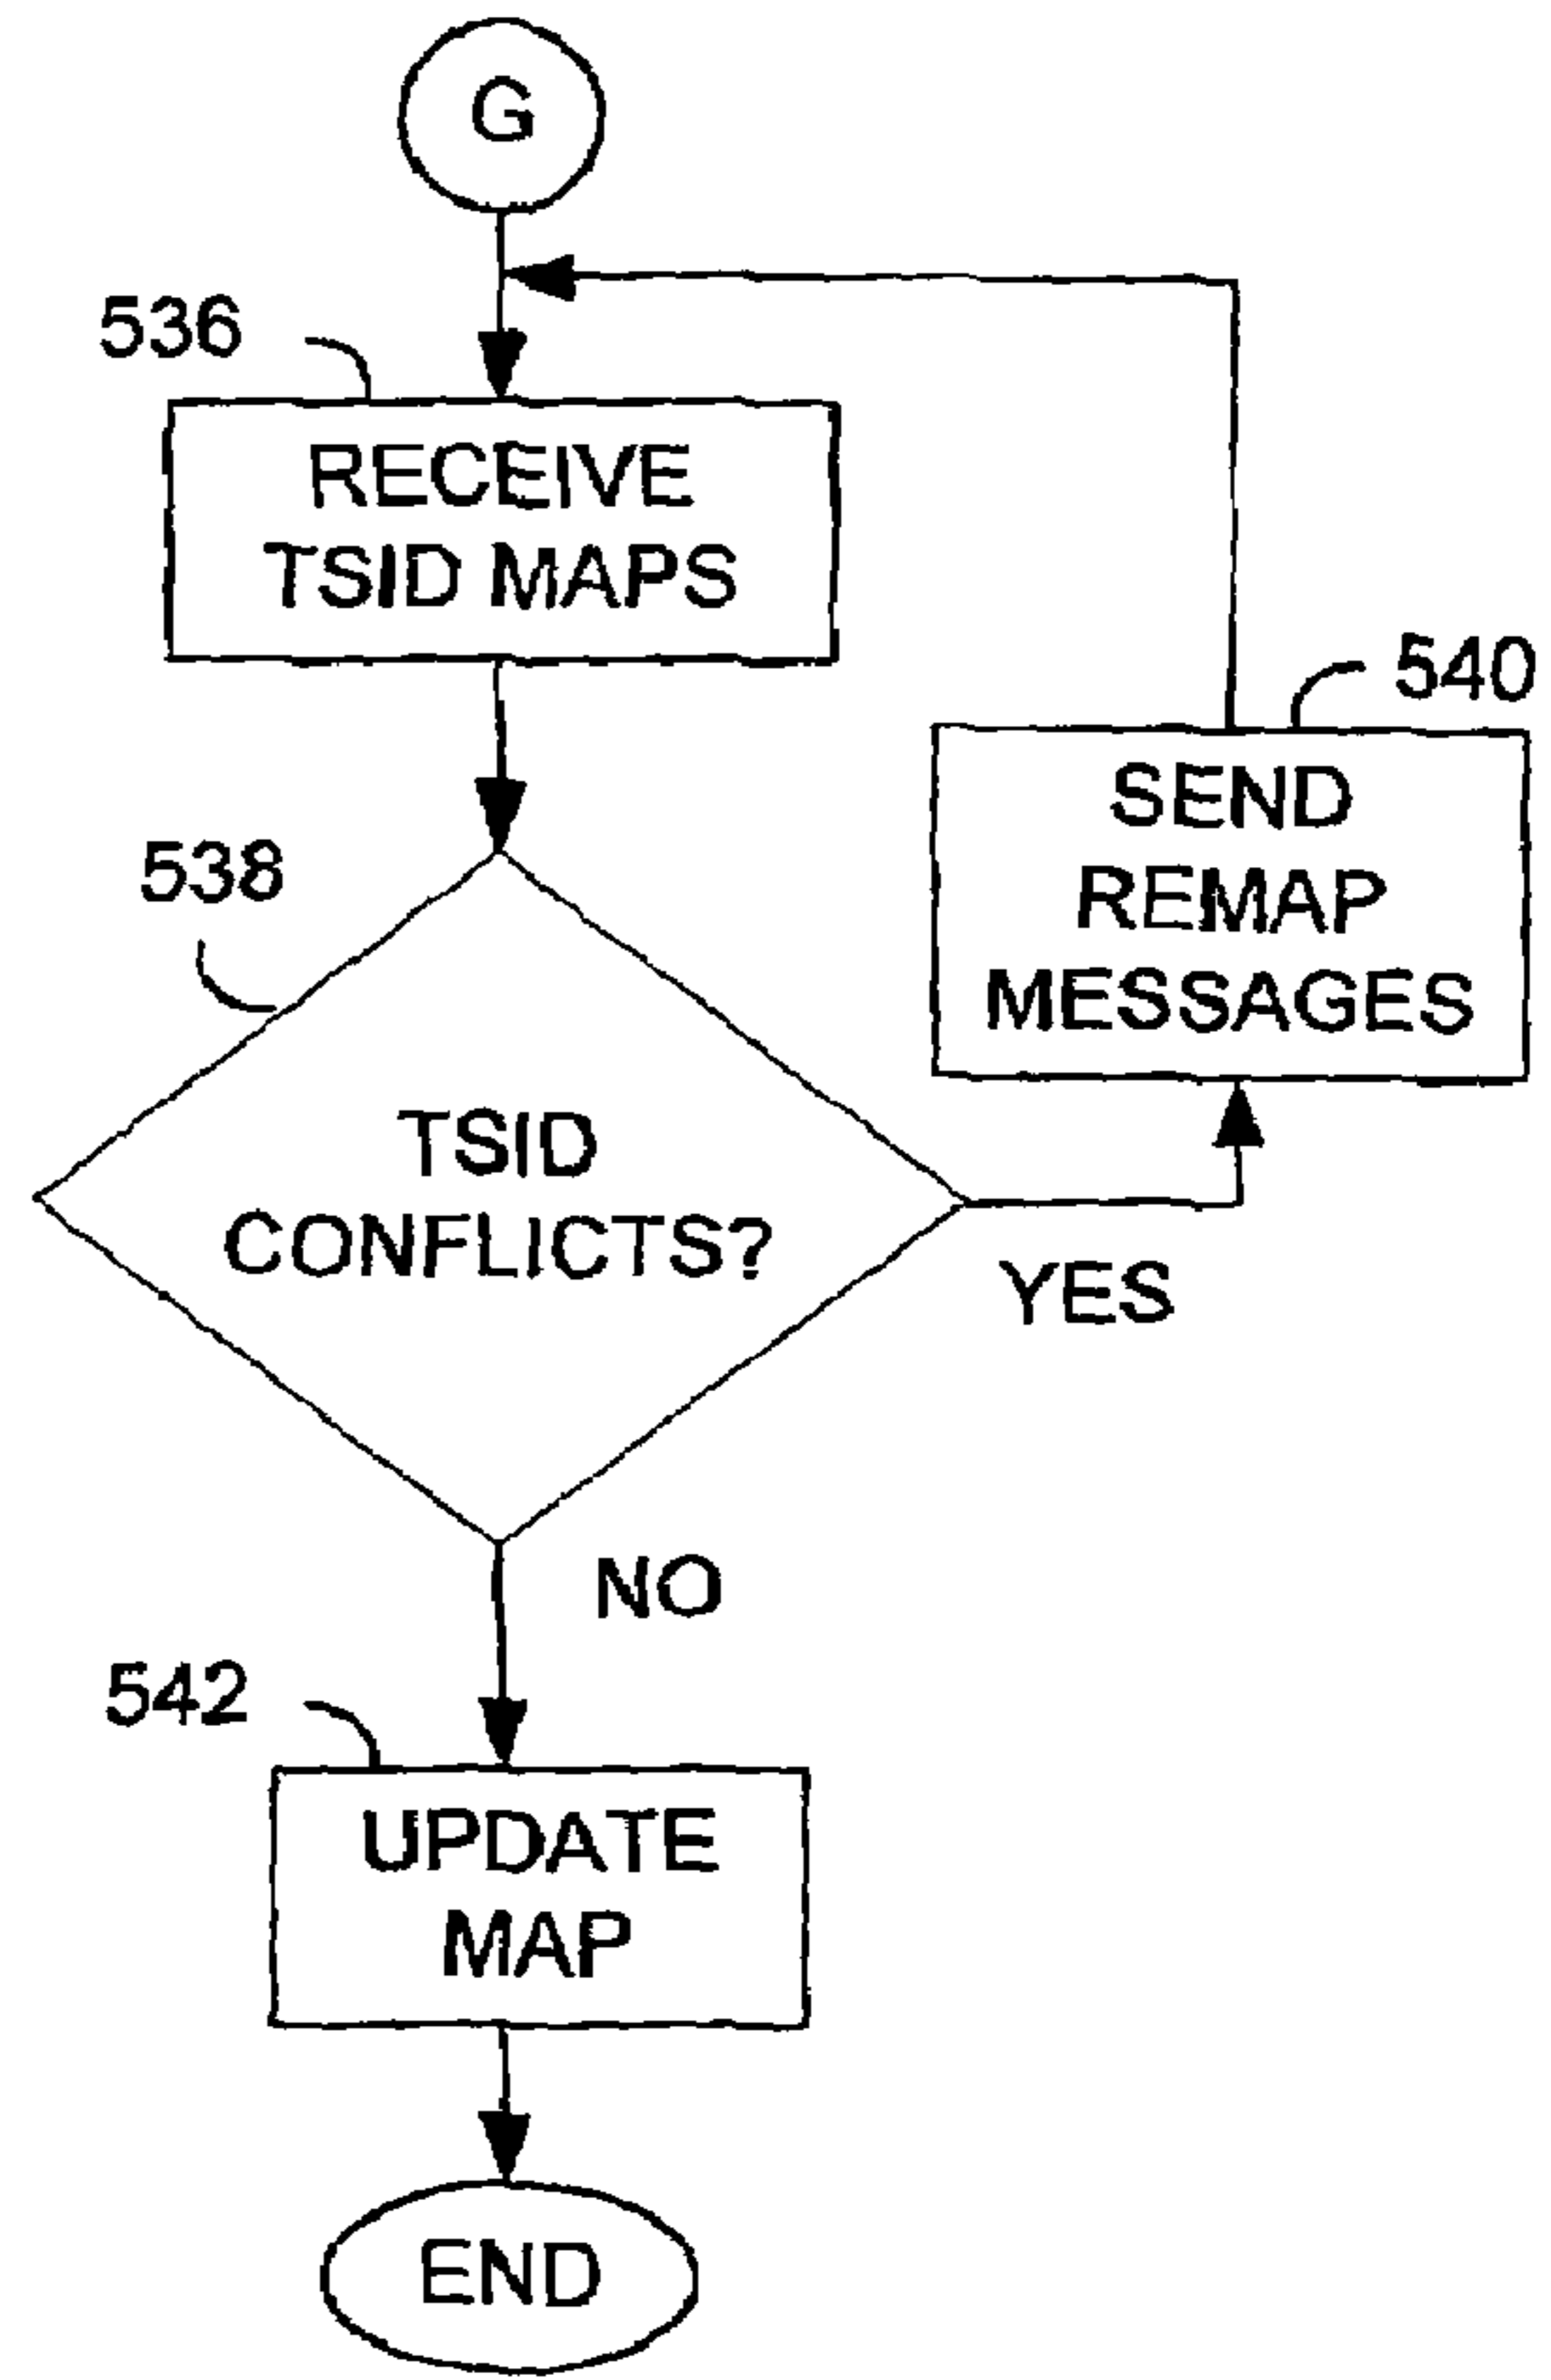 G
536
RECEIVE
TSID MAPS
540
SEND
REMAP
MESSAGES
538
TSID
CONFLICTS?
YES
NO
542
UPDATE
MAP
END